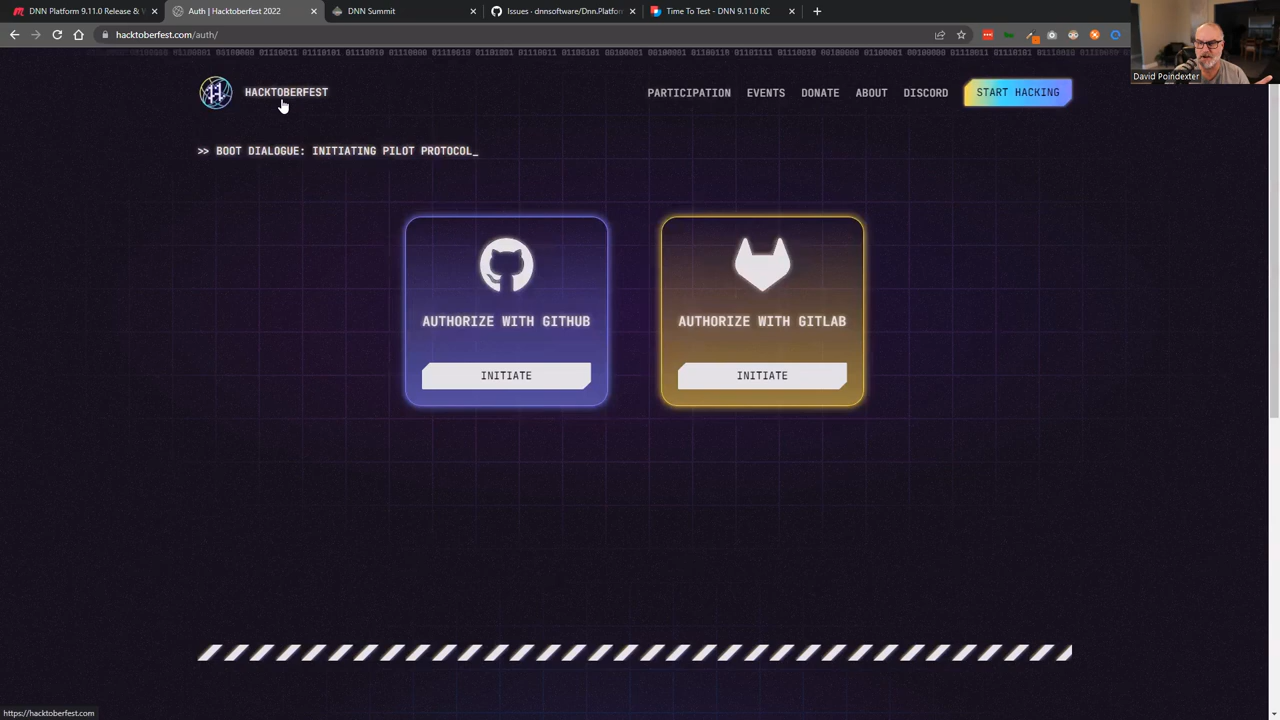 DNN Platform 9.11.0 Release & V
Auth | Hacktoberfest 2022
DNN Summit
Issues · dnnsoftware/Dnn.Platform
Time To Test - DNN 9.11.0 RC
hacktoberfest.com/auth/
HACKTOBERFEST
PARTICIPATION
EVENTS
DONATE
ABOUT
DISCORD
START HACKING
David Poindexter
>> BOOT DIALOGUE: INITIATING PILOT PROTOCOL_
AUTHORIZE WITH GITHUB
INITIATE
AUTHORIZE WITH GITLAB
INITIATE
https://hacktoberfest.com